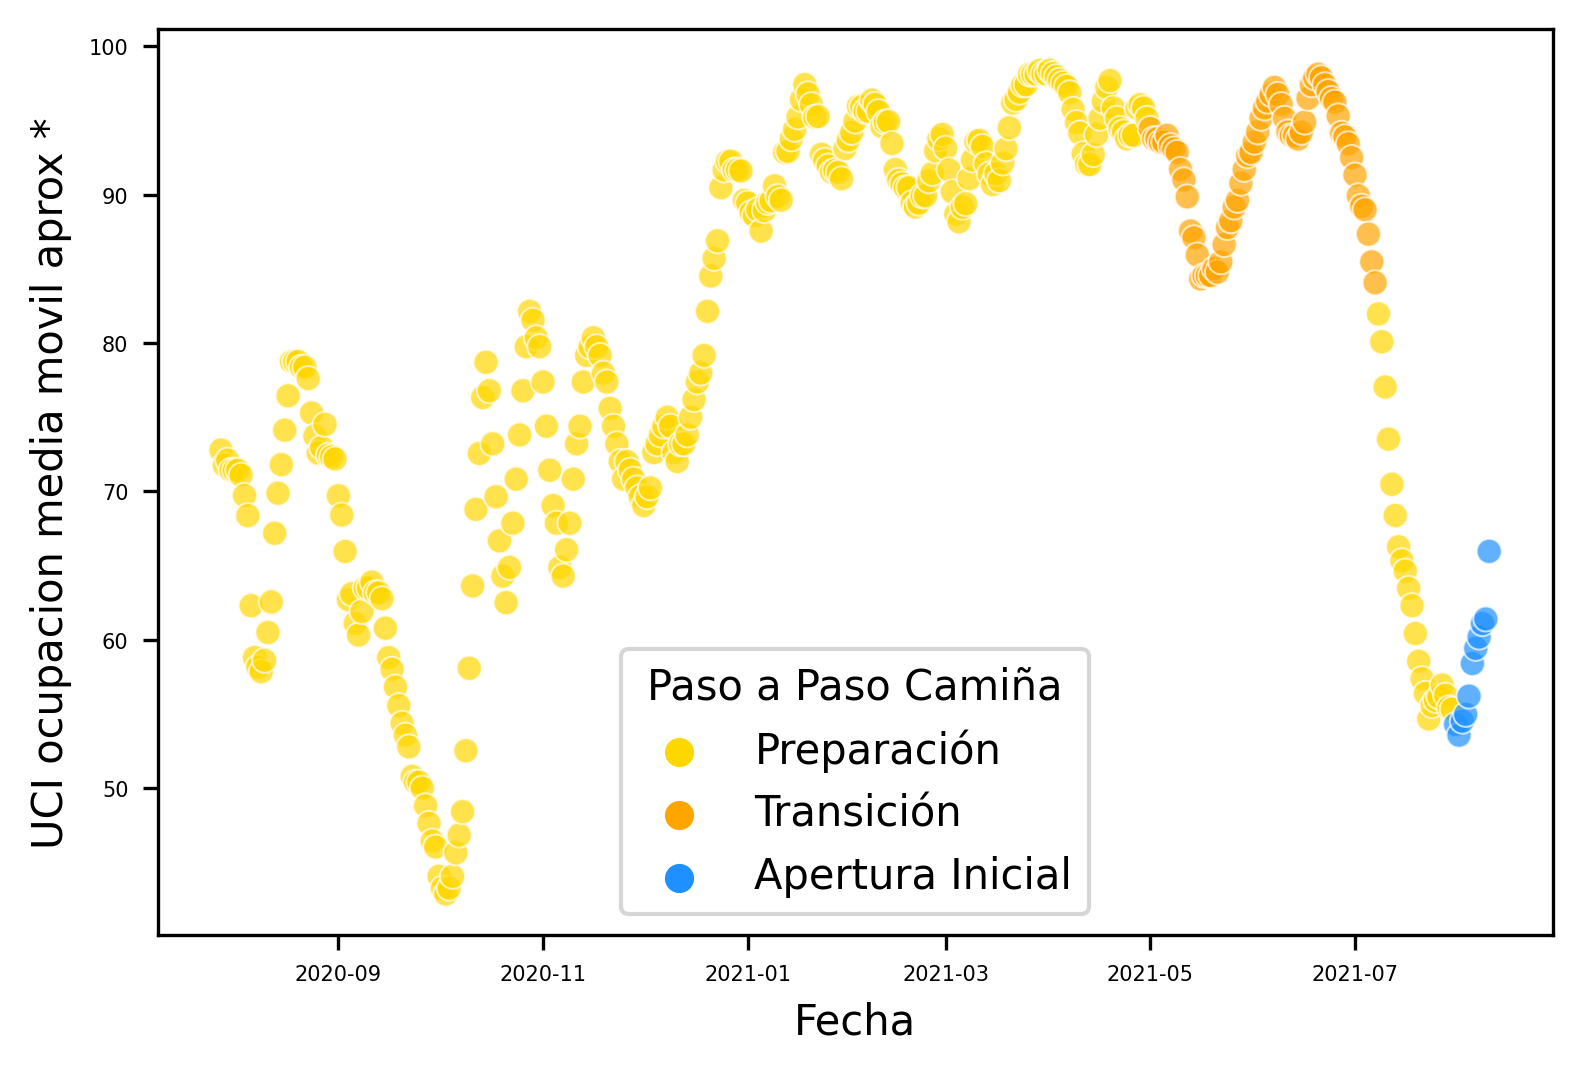 UCI ocupacion media movil aprox *
100
90
80
70
60
50
Paso a Paso Camiña
Preparación
Transición
Apertura Inicial
2020-09
2020-11
2021-01
2021-03
2021-05
2021-07
Fecha